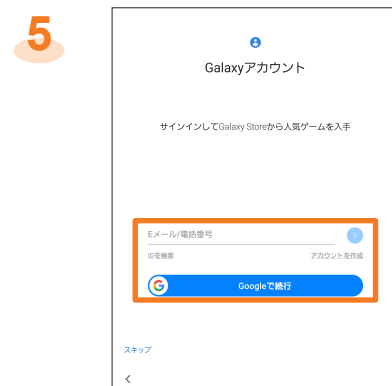 5
Galaxyアカウント
サインインしてGalaxy Storeから人気ゲームを入手
Eメール/電話番号
IDを検索 アカウントを作成
Googleで続行
スキップ